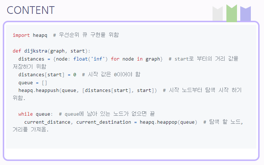 CONTENT
import heapq  # 우선순위 큐 구현을 위함
def dijkstra(graph, start):
distances = {node: float('inf') for node in graph}  # start로 부터의 거리 값을
저장하기 위함
distances[start] = 0  # 시작 값은 0이어야 함
queue = []
heapq.heappush(queue, [distances[start], start])  # 시작 노드부터 탐색 시작 하기
위함.
while queue:  # queue에 남아 있는 노드가 없으면 끝
current_distance, current_destination = heapq.heappop(queue)  # 탐색 할 노드,
거리를 가져옴.